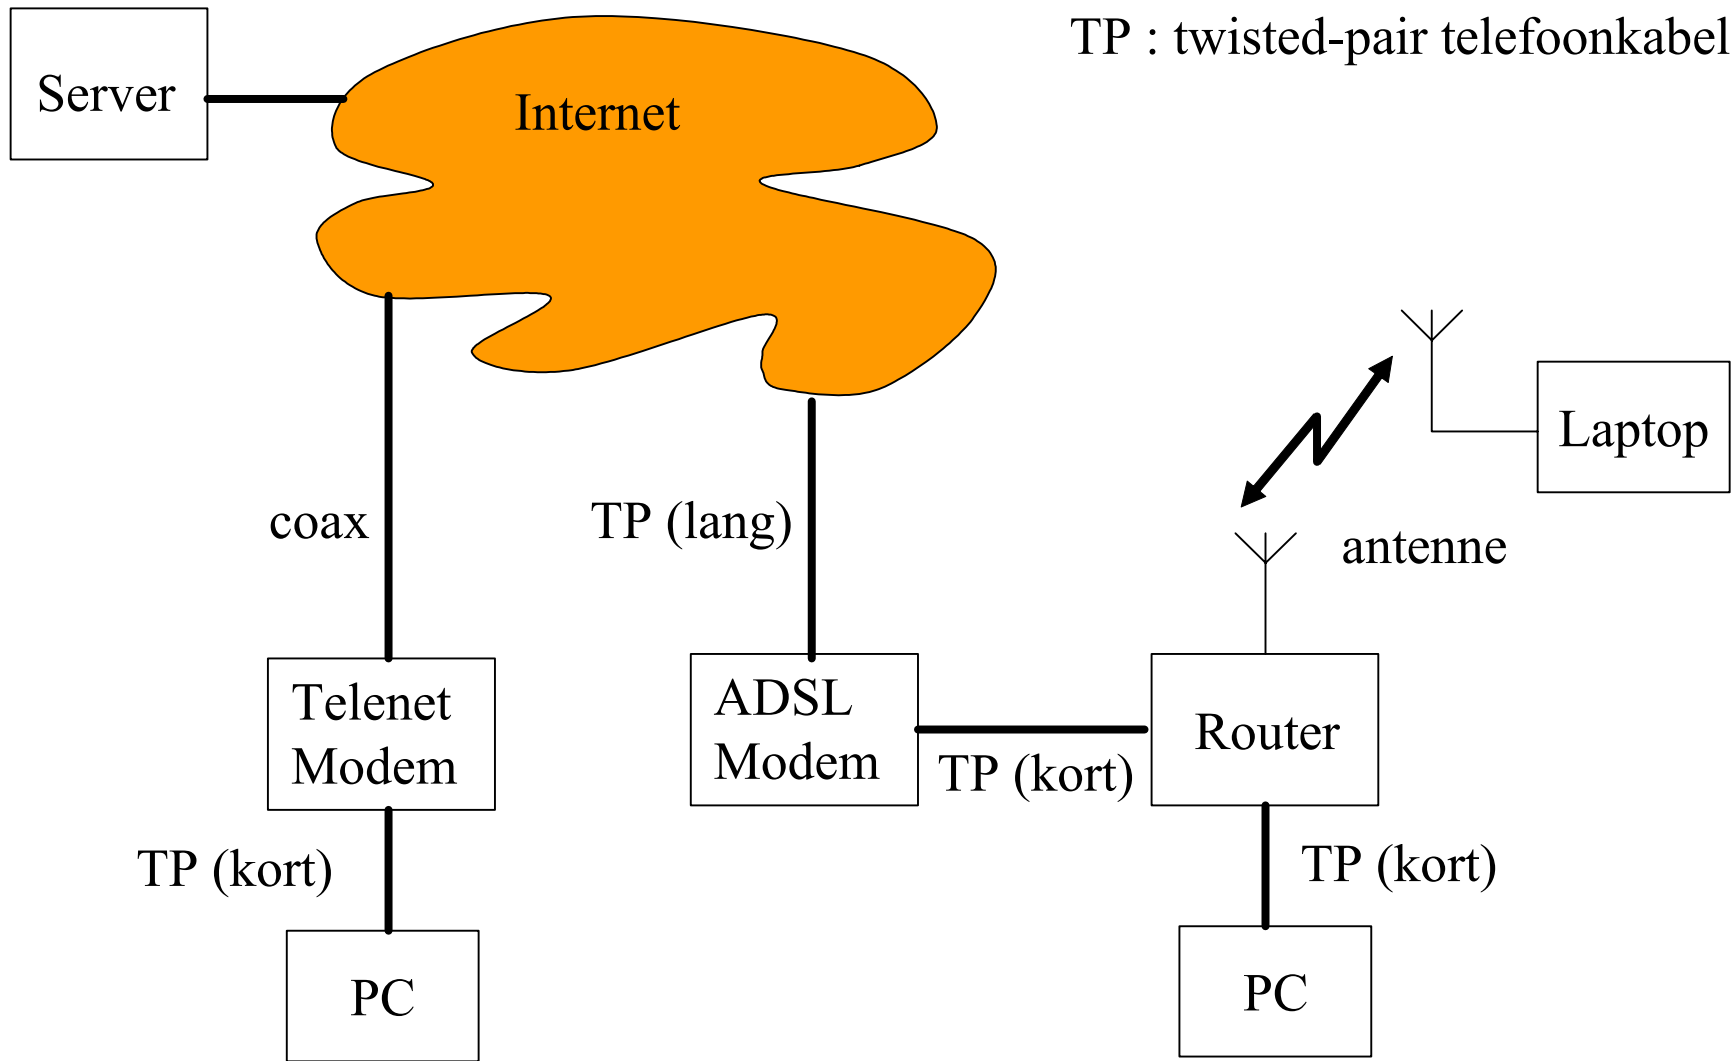 TP : twisted-pair telefoonkabel
Server
Internet
Laptop
coax
TP (lang)
antenne
Telenet
Modem
ADSL
Modem
Router
TP (kort)
TP (kort)
TP (kort)
PC
PC